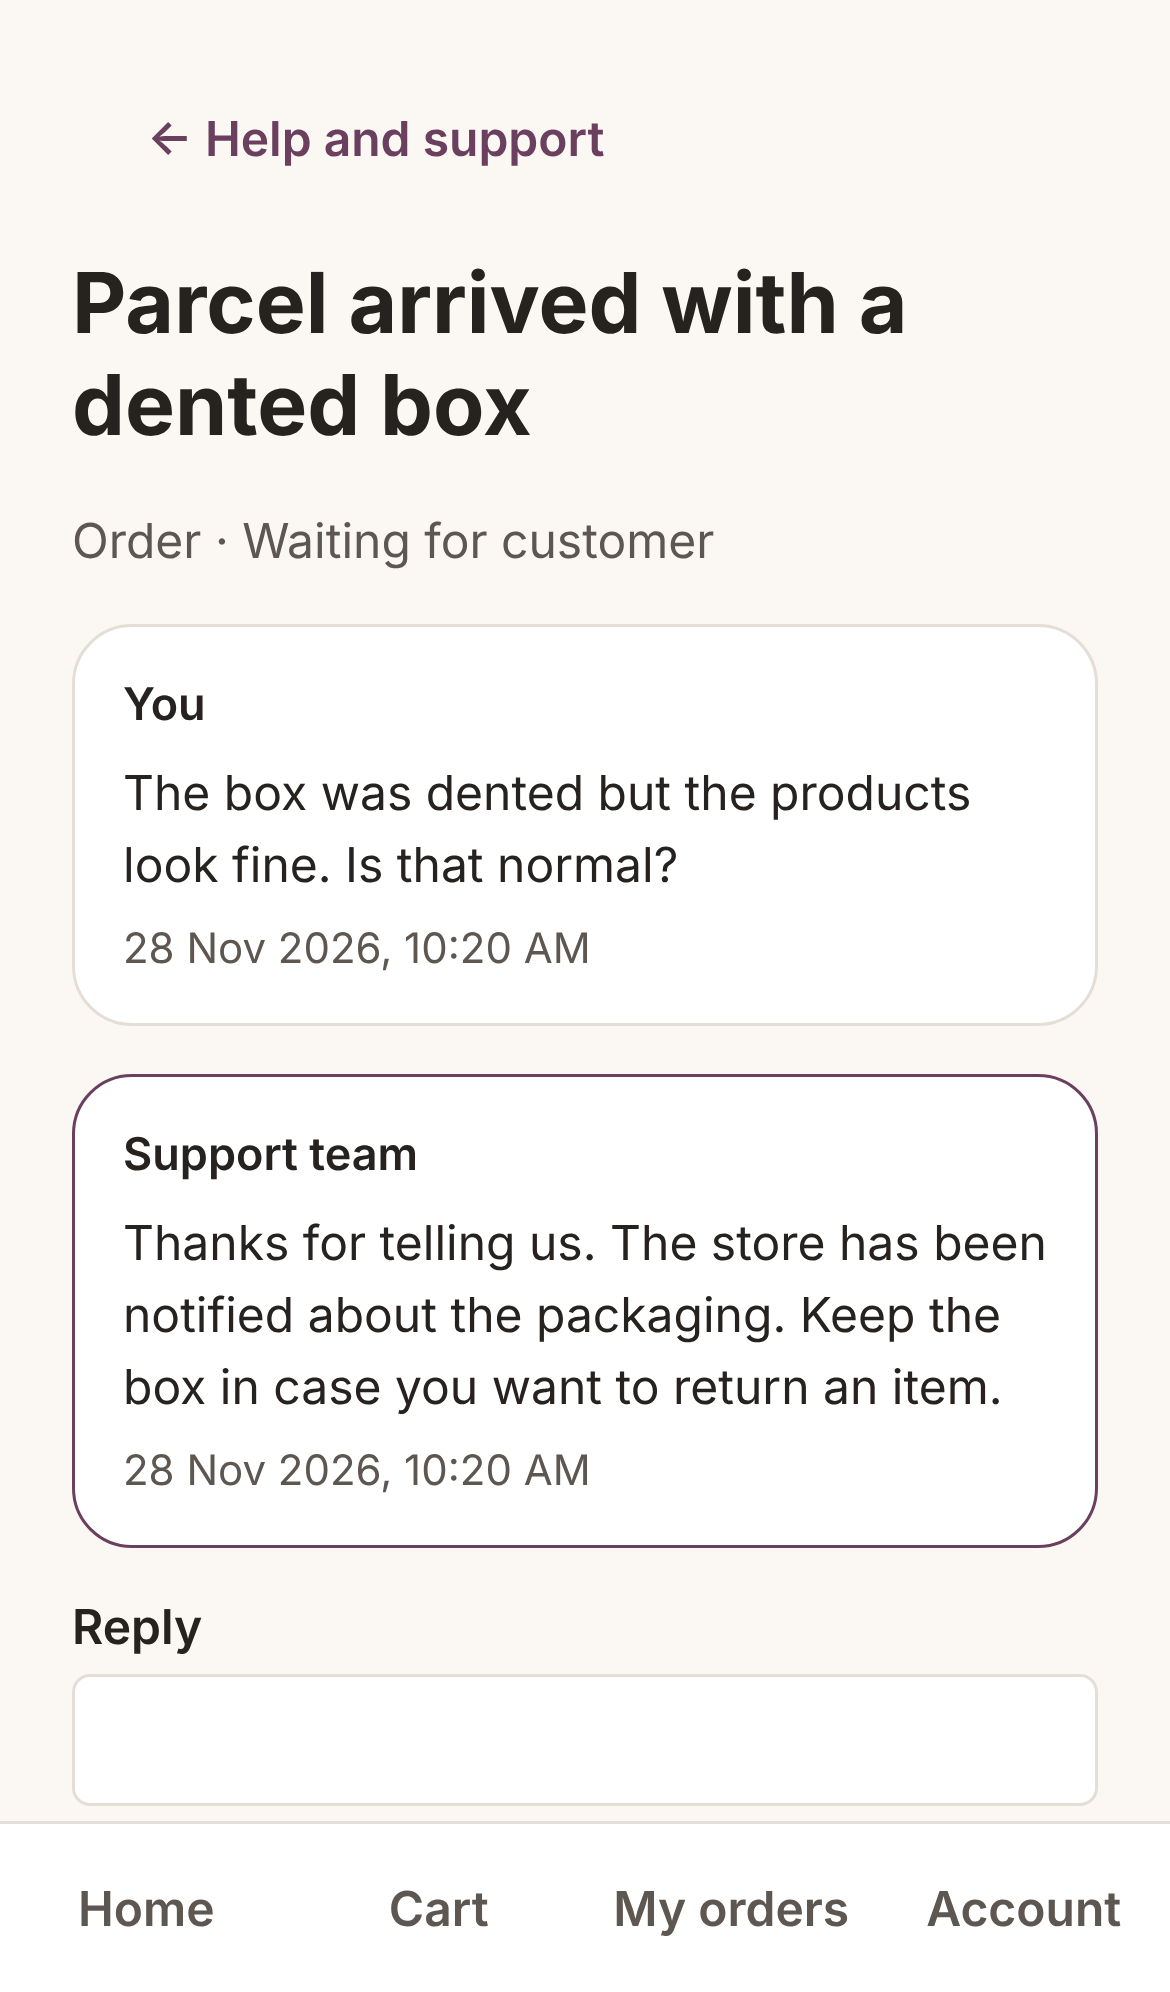 ← Help and support
Parcel arrived with a
dented box
Order · Waiting for customer
You
The box was dented but the products
look fine. Is that normal?
28 Nov 2026, 10:20 AM
Support team
Thanks for telling us. The store has been
notified about the packaging. Keep the
box in case you want to return an item.
28 Nov 2026, 10:20 AM
Reply
Home Cart My orders Account